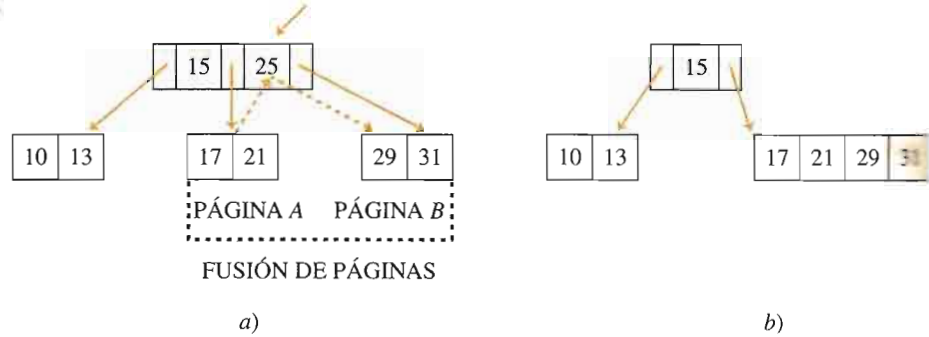 15 25
15
10 13
17 21
29 31
10 13
17 21 29 31
PÁGINA A PÁGINA B
FUSIÓN DE PÁGINAS
a)
b)